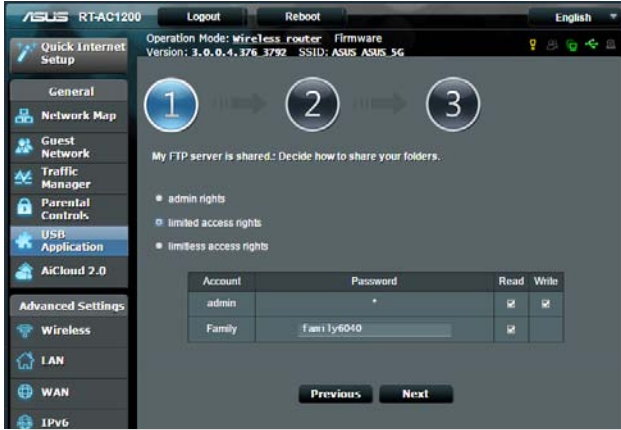 ASUS RT-AC1200 Logout Reboot English
Quick Internet
Setup
Operation Mode: Wireless router Firmware
Version: 3.0.0.4.376_3792 SSID: ASUS ASUS_5G
General
Network Map
Guest
Network
Traffic
Manager
Parental
Controls
USB
Application
AiCloud 2.0
Advanced Settings
Wireless
LAN
WAN
IPv6
1 2 3
My FTP server is shared.: Decide how to share your folders.
admin rights
limited access rights
limitless access rights
Account Password Read Write
admin *
Family family6040
Previous Next